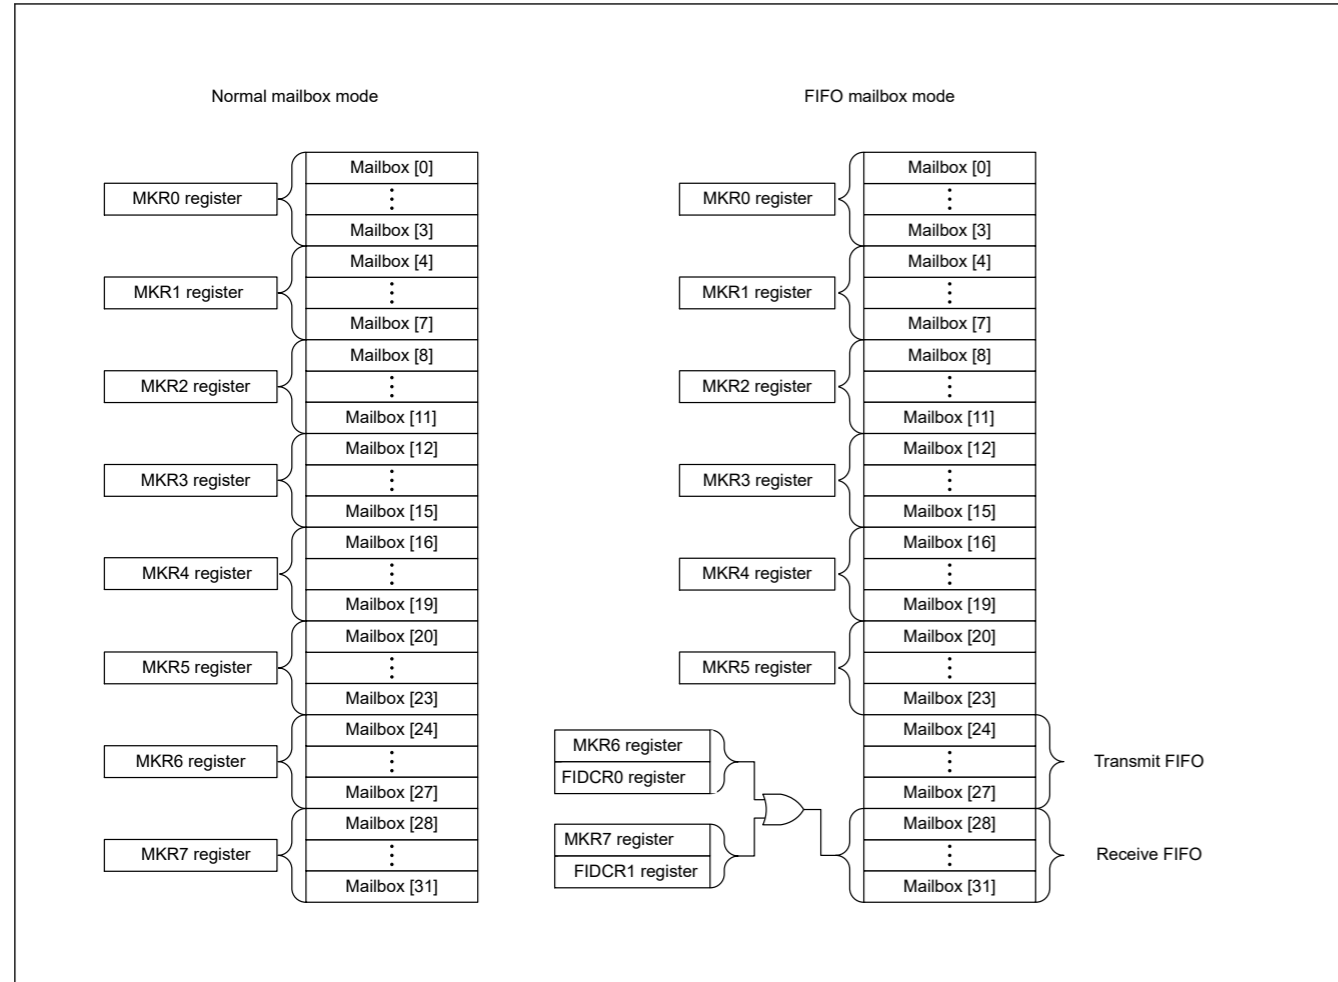 Normal mailbox mode
MKR0 register
Mailbox [0]
Mailbox [3]
MKR1 register
Mailbox [4]
Mailbox [7]
MKR2 register
Mailbox [8]
Mailbox [11]
MKR3 register
Mailbox [12]
Mailbox [15]
MKR4 register
Mailbox [16]
Mailbox [19]
MKR5 register
Mailbox [20]
Mailbox [23]
MKR6 register
Mailbox [24]
Mailbox [27]
MKR7 register
Mailbox [28]
Mailbox [31]
FIFO mailbox mode
MKR0 register
Mailbox [0]
Mailbox [3]
MKR1 register
Mailbox [4]
Mailbox [7]
MKR2 register
Mailbox [8]
Mailbox [11]
MKR3 register
Mailbox [12]
Mailbox [15]
MKR4 register
Mailbox [16]
Mailbox [19]
MKR5 register
Mailbox [20]
Mailbox [23]
MKR6 register
FIDCR0 register
Mailbox [24]
Mailbox [27]
Transmit FIFO
MKR7 register
FIDCR1 register
Mailbox [28]
Mailbox [31]
Receive FIFO